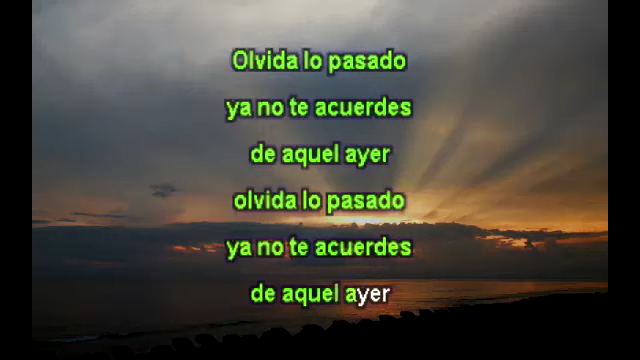 Olvida lo pasado
ya no te acuerdes
de aquel ayer
olvida lo pasado
ya no te acuerdes
de aquel ayer